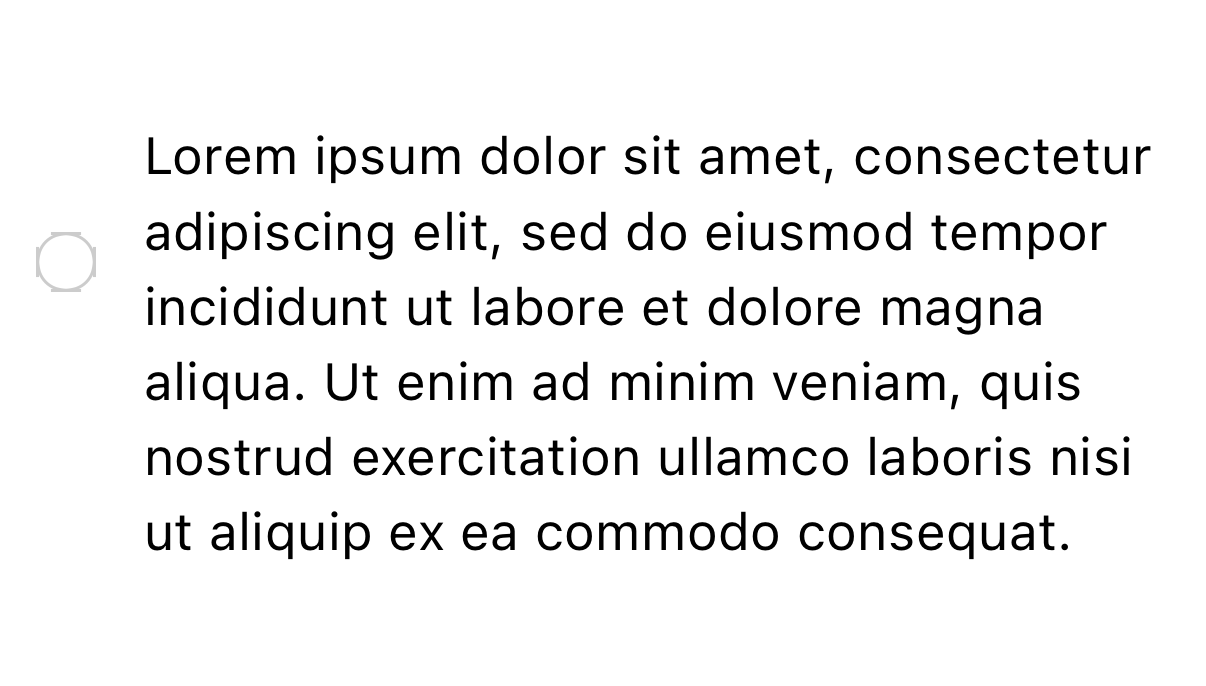 Lorem ipsum dolor sit amet, consectetur
adipiscing elit, sed do eiusmod tempor
incididunt ut labore et dolore magna
aliqua. Ut enim ad minim veniam, quis
nostrud exercitation ullamco laboris nisi
ut aliquip ex ea commodo consequat.